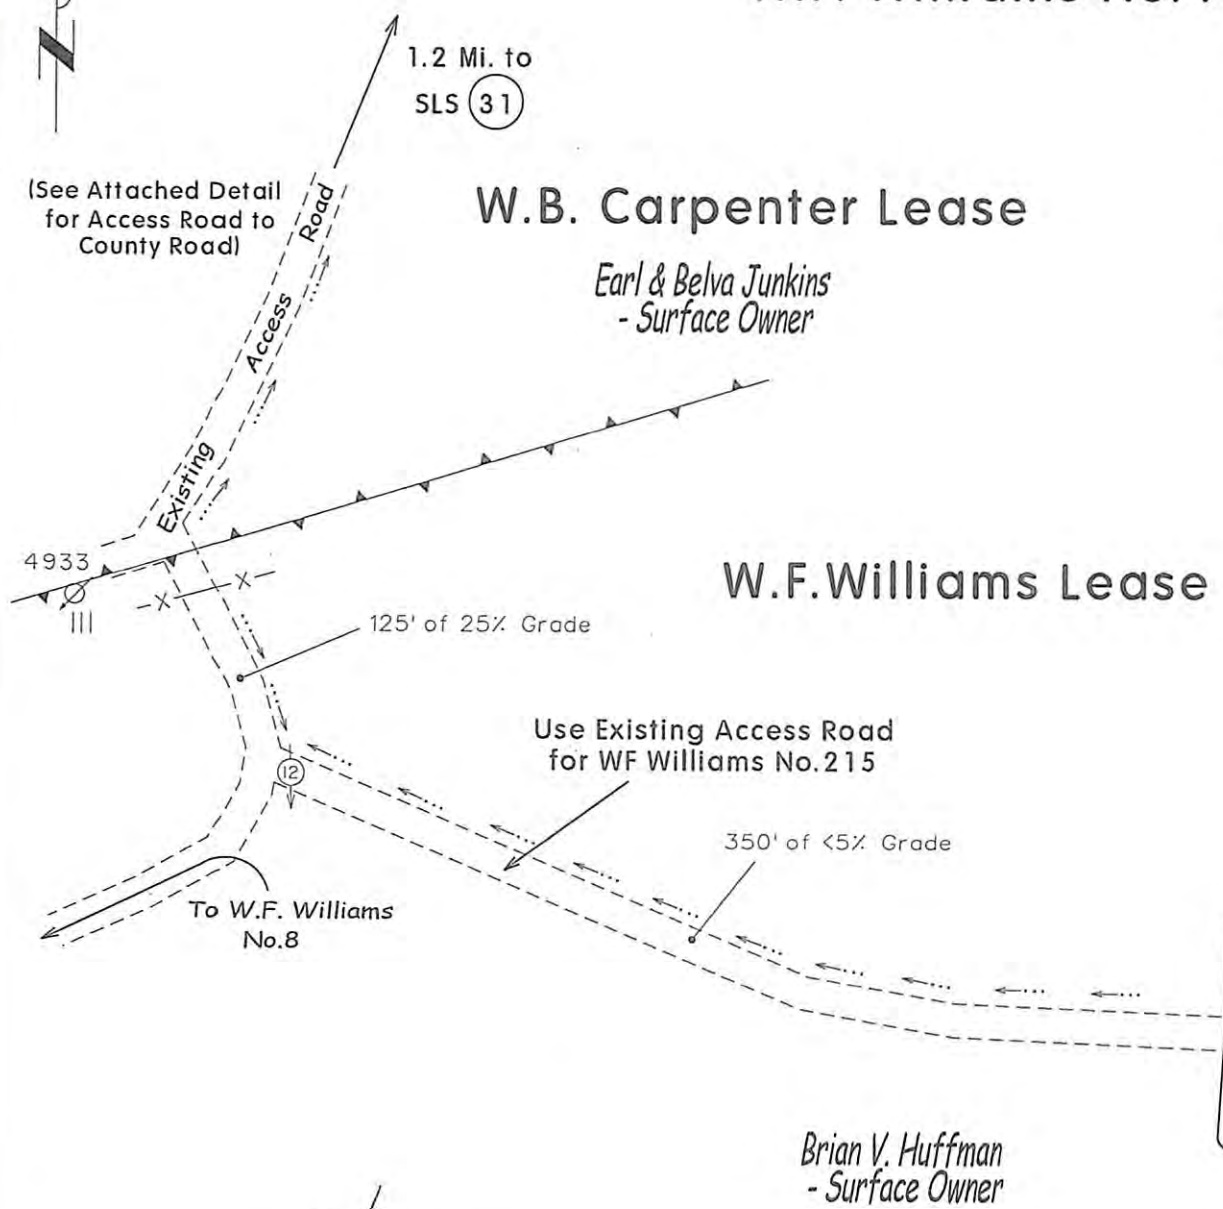 1.2 Mi. to
SLS 31
(See Attached Detail
for Access Road to
County Road)
W.B. Carpenter Lease
Earl & Belva Junkins
- Surface Owner
Existing Access Road
4933
III
W.F.Williams Lease
125' of 25% Grade
Use Existing Access Road
for WF Williams No.215
12
350' of <5% Grade
To W.F. Williams
No.8
Brian V. Huffman
- Surface Owner